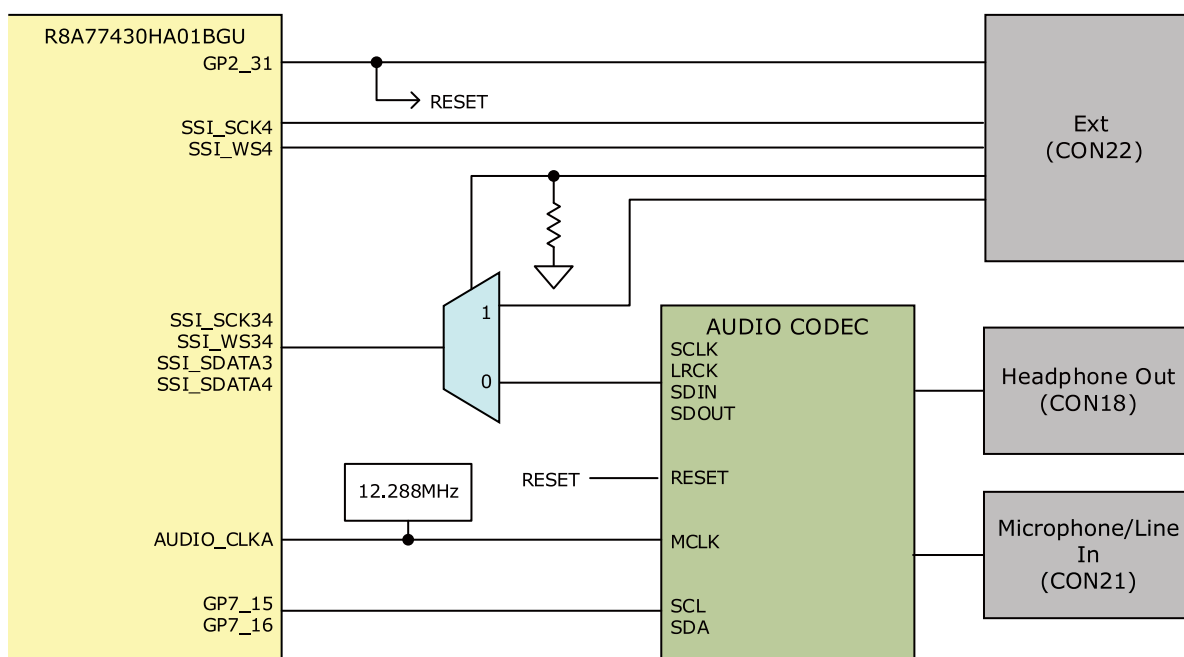 R8A77430HA01BGU
GP2_31
RESET
SSI_SCK4
SSI_WS4
Ext
(CON22)
1
0
SSI_SCK34
SSI_WS34
SSI_SDATA3
SSI_SDATA4
AUDIO CODEC
SCLK
LRCK
SDIN
SDOUT
Headphone Out
(CON18)
RESET
RESET
12.288MHz
AUDIO_CLKA
MCLK
Microphone/Line
In
(CON21)
GP7_15
GP7_16
SCL
SDA